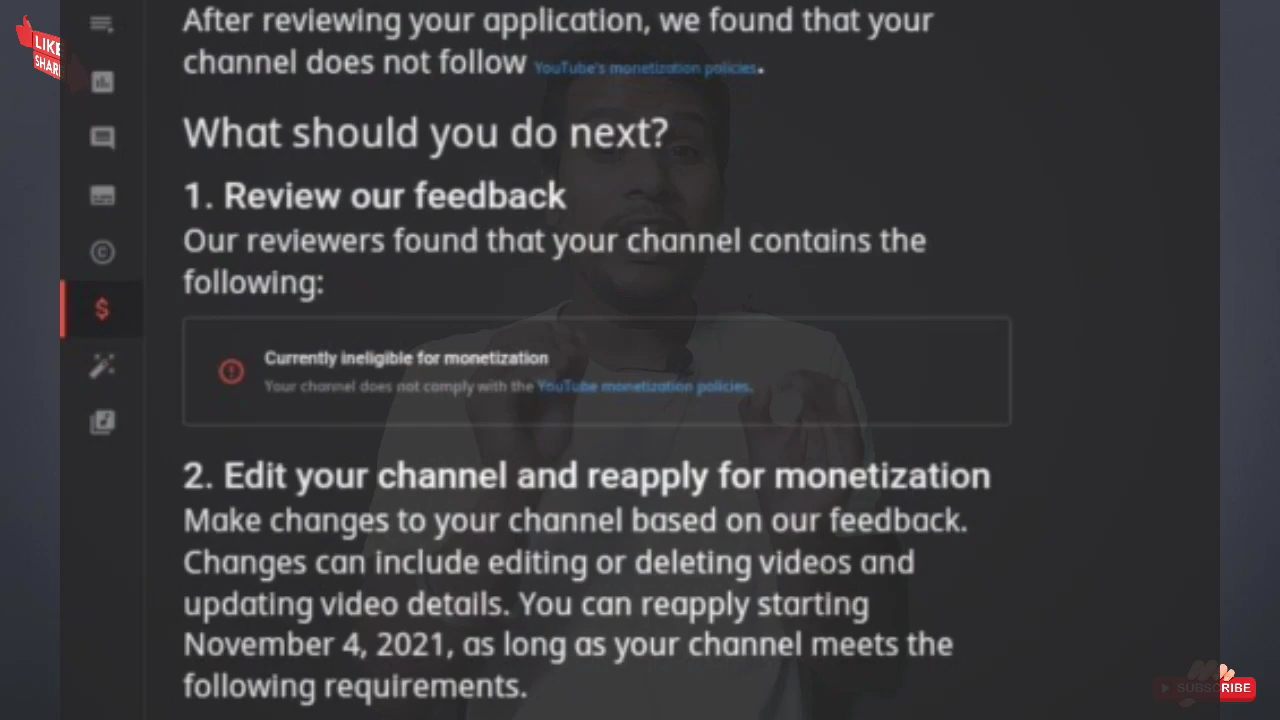 After reviewing your application, we found that your
channel does not follow YouTube's monetization policies.
What should you do next?
1. Review our feedback
Our reviewers found that your channel contains the
following:
Currently ineligible for monetization
Your channel does not comply with the YouTube monetization policies.
2. Edit your channel and reapply for monetization
Make changes to your channel based on our feedback.
Changes can include editing or deleting videos and
updating video details. You can reapply starting
November 4, 2021, as long as your channel meets the
following requirements.
LIKE
SHAR
SUBSCRIBE